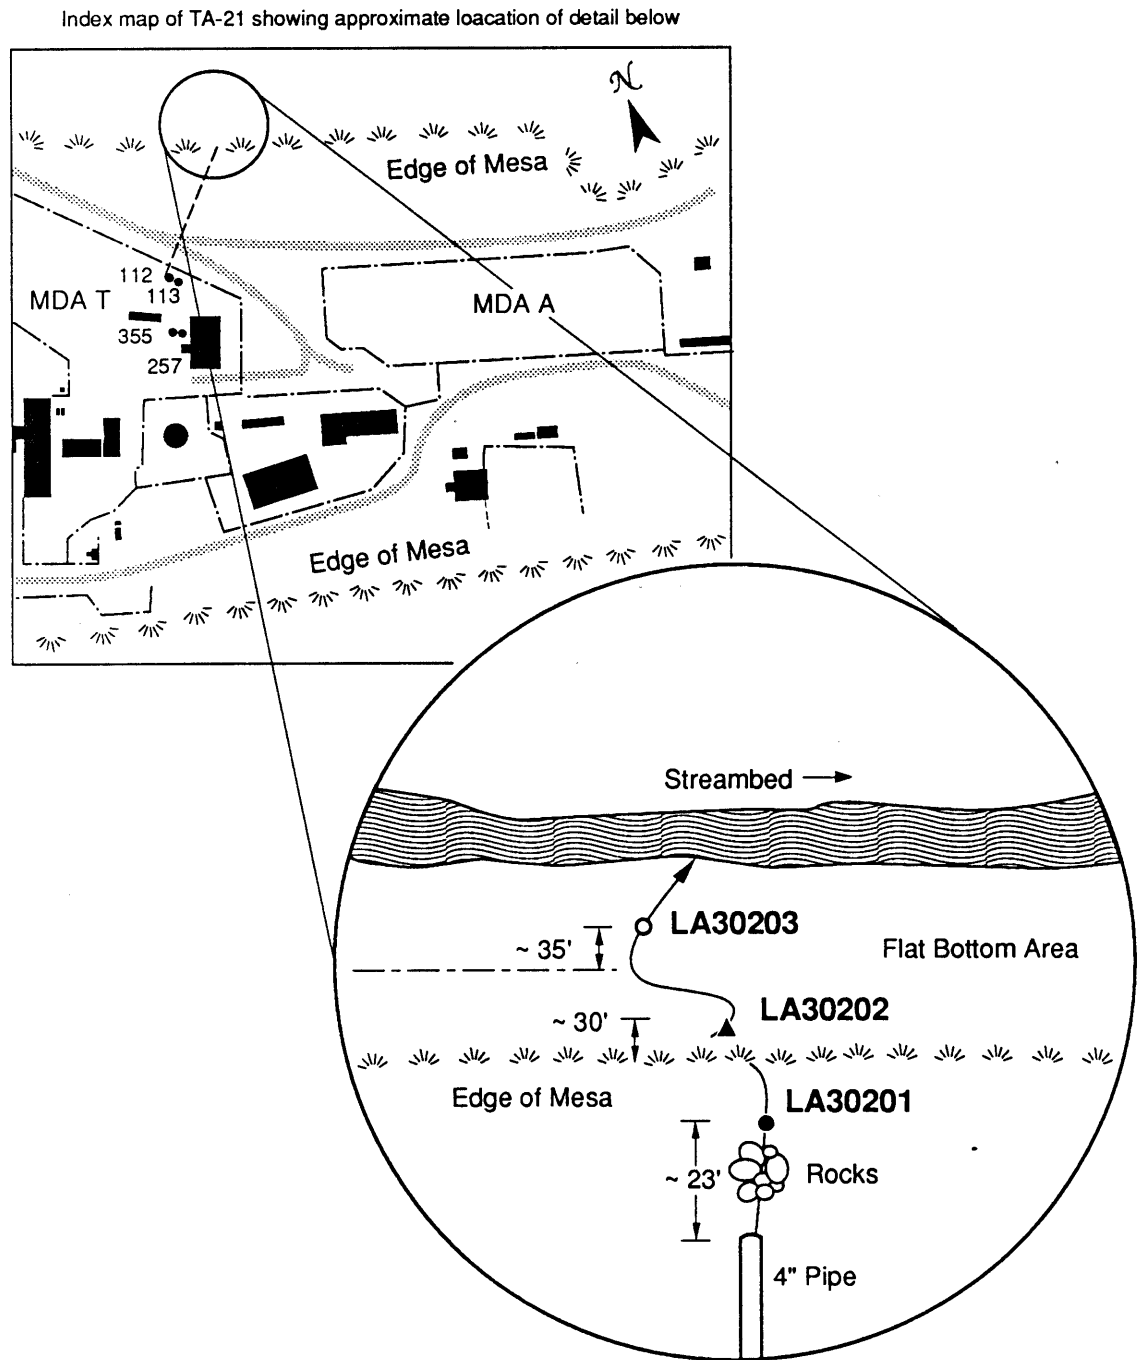 Index map of TA-21 showing approximate loacation of detail below
N
Edge of Mesa
112
113
MDA T
MDA A
355
257
Edge of Mesa
Streambed
LA30203
~ 35'
Flat Bottom Area
LA30202
~ 30'
Edge of Mesa
LA30201
~ 23'
Rocks
4" Pipe